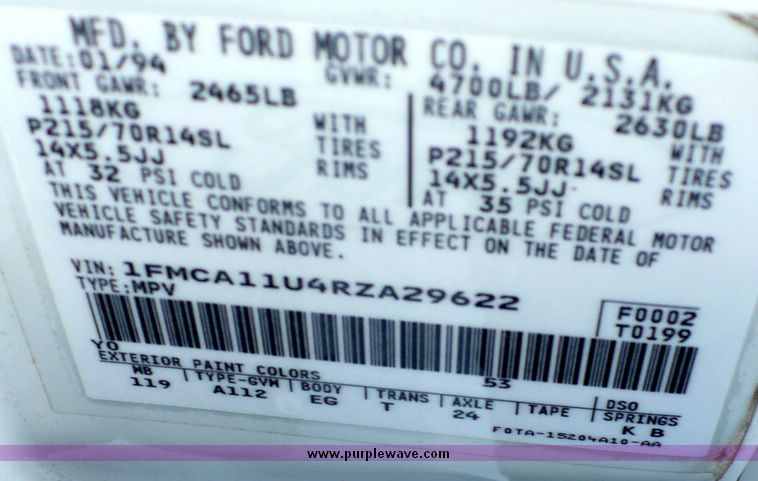 MFD. BY FORD MOTOR CO. IN U.S.A.
DATE: 01/94 GVWR: 4700LB/ 2131KG
FRONT GAWR: 2465LB REAR GAWR: 2630LB
1118KG WITH 1192KG WITH
P215/70R14SL TIRES P215/70R14SL TIRES
14X5.5JJ RIMS 14X5.5JJ RIMS
AT 32 PSI COLD AT 35 PSI COLD
THIS VEHICLE CONFORMS TO ALL APPLICABLE FEDERAL MOTOR
VEHICLE SAFETY STANDARDS IN EFFECT ON THE DATE OF
MANUFACTURE SHOWN ABOVE.
VIN: 1FMCA11U4RZA29622
TYPE:MPV
F0002
T0199
YO 53
EXTERIOR PAINT COLORS DSO
WB TYPE-GVW BODY TRANS AXLE TAPE SPRINGS
119 A112 EG T 24 K B
F0TA-15204A10-AA
www.purplewave.com